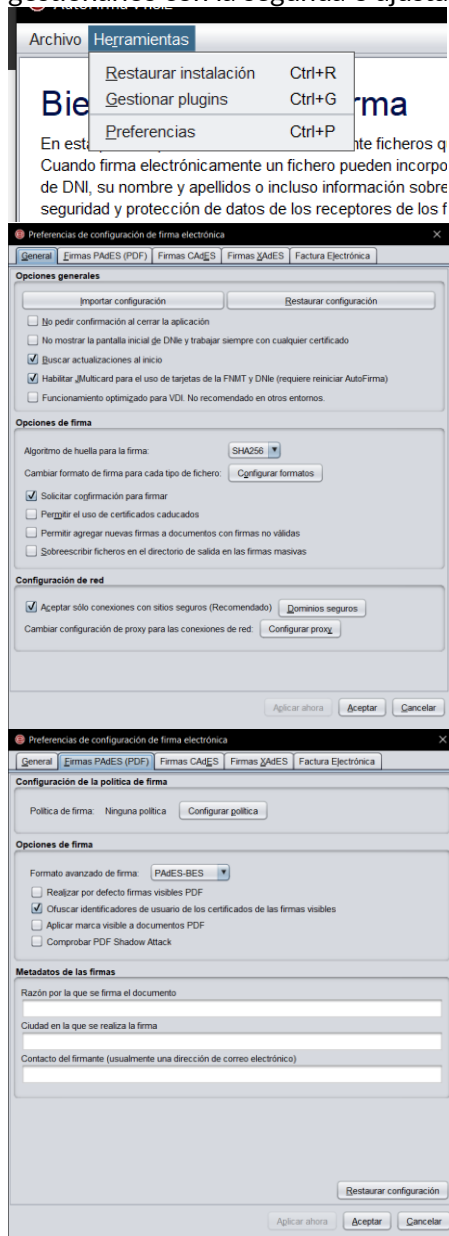 Archivo Herramientas
Restaurar instalación Ctrl+R
Gestionar plugins Ctrl+G
Preferencias Ctrl+P
Bie rma
En est te ficheros q
Cuando firma electrónicamente un fichero pueden incorpo
de DNI, su nombre y apellidos o incluso información sobre
seguridad y protección de datos de los receptores de los f
Preferencias de configuración de firma electrónica
General Firmas PAdES (PDF) Firmas CAdES Firmas XAdES Factura Electrónica
Opciones generales
Importar configuración Restaurar configuración
No pedir confirmación al cerrar la aplicación
No mostrar la pantalla inicial de DNIe y trabajar siempre con cualquier certificado
Buscar actualizaciones al inicio
Habilitar JMulticard para el uso de tarjetas de la FNMT y DNIe (requiere reiniciar AutoFirma)
Funcionamiento optimizado para VDI. No recomendado en otros entornos.
Opciones de firma
Algoritmo de huella para la firma: SHA256
Cambiar formato de firma para cada tipo de fichero: Configurar formatos
Solicitar confirmación para firmar
Permitir el uso de certificados caducados
Permitir agregar nuevas firmas a documentos con firmas no válidas
Sobreescribir ficheros en el directorio de salida en las firmas masivas
Configuración de red
Aceptar sólo conexiones con sitios seguros (Recomendado) Dominios seguros
Cambiar configuración de proxy para las conexiones de red: Configurar proxy
Aplicar ahora Aceptar Cancelar
Preferencias de configuración de firma electrónica
General Firmas PAdES (PDF) Firmas CAdES Firmas XAdES Factura Electrónica
Configuración de la politica de firma
Política de firma: Ninguna política Configurar política
Opciones de firma
Formato avanzado de firma: PAdES-BES
Realizar por defecto firmas visibles PDF
Ofuscar identificadores de usuario de los certificados de las firmas visibles
Aplicar marca visible a documentos PDF
Comprobar PDF Shadow Attack
Metadatos de las firmas
Razón por la que se firma el documento
Ciudad en la que se realiza la firma
Contacto del firmante (usualmente una dirección de correo electrónico)
Restaurar configuración
Aplicar ahora Aceptar Cancelar